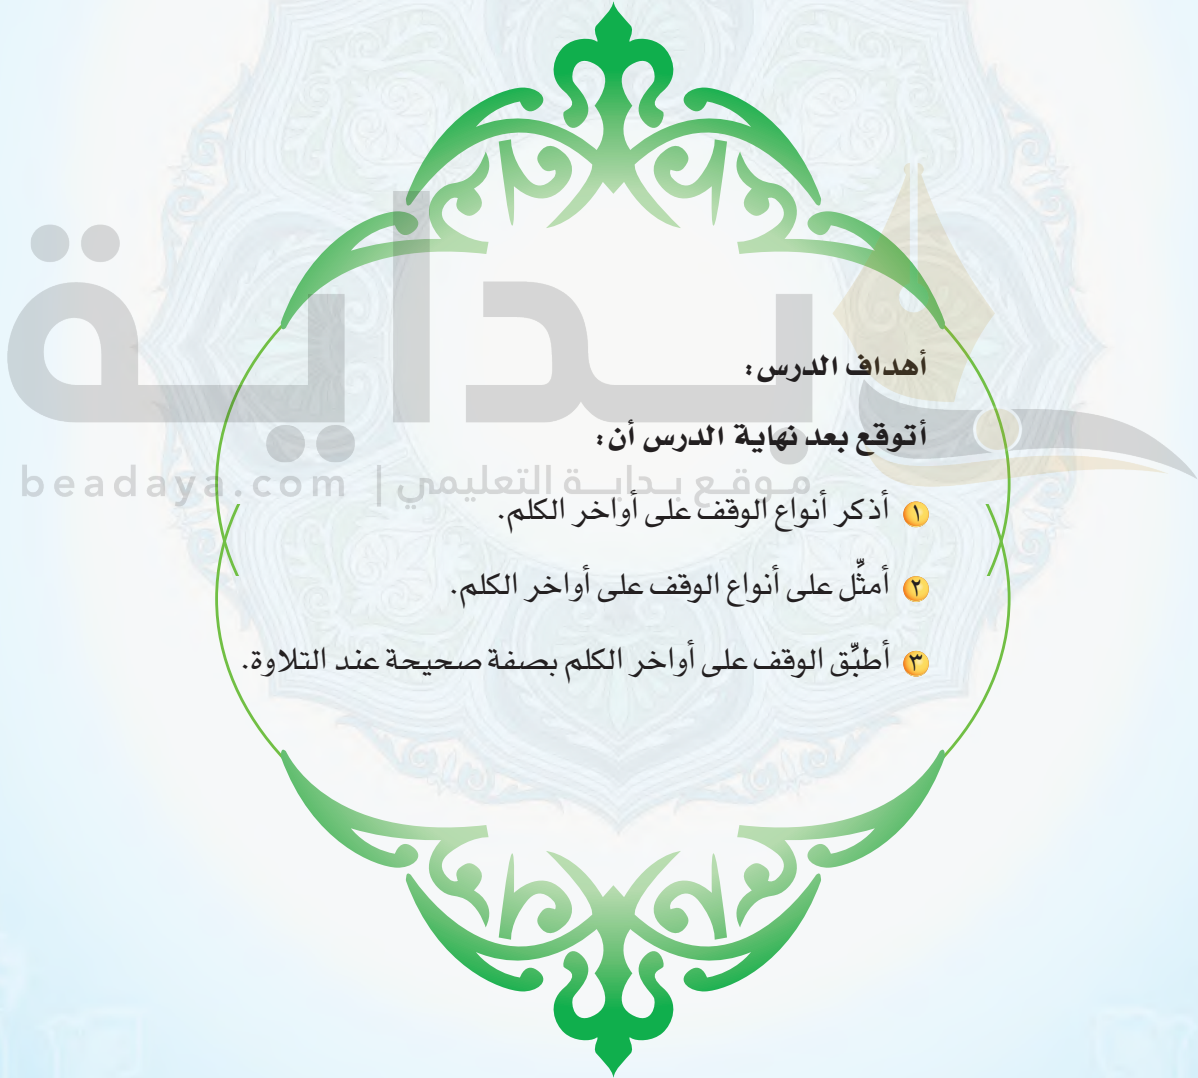 أهداف الدرس:
أتوقع بعد نهاية الدرس أن:
بداية
موقع بداية التعليمي | beadaya.com
١ أذكر أنواع الوقف على أواخر الكلم.
٢ أمثِّل على أنواع الوقف على أواخر الكلم.
٣ أطبِّق الوقف على أواخر الكلم بصفة صحيحة عند التلاوة.